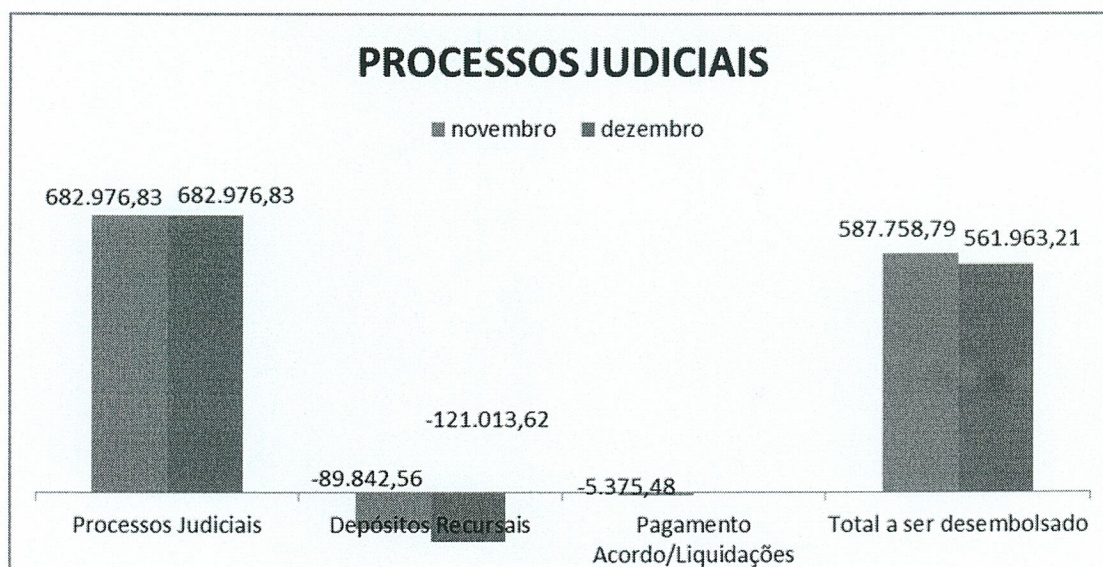 PROCESSOS JUDICIAIS
novembro dezembro
682.976,83 682.976,83
587.758,79
561.963,21
-121.013,62
-89.842,56
-5.375,48
Processos Judiciais Depósitos Recursais Pagamento Acordo/Liquidações Total a ser desembolsado